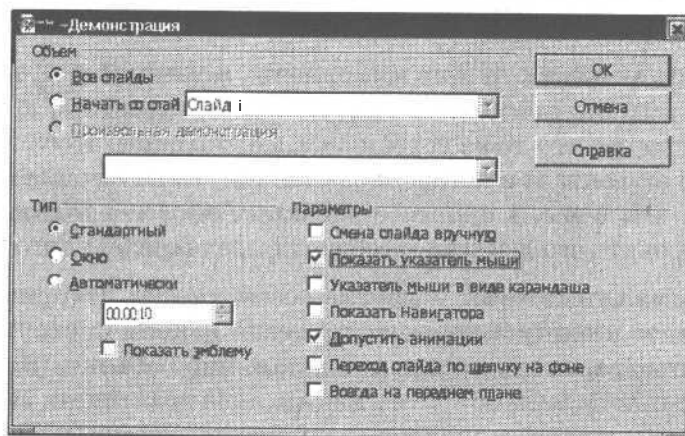 Демонстрация
Объем
Все слайды
Начать со слай Слайд i
Произвольная демонстрация
OK
Отмена
Справка
Тип
Стандартный
Окно
Автоматически
00:00:10
Показать эмблему
Параметры
Смена слайда вручную
Показать указатель мыши
Указатель мыши в виде карандаша
Показать Навигатора
Допустить анимации
Переход слайда по щелчку на фоне
Всегда на переднем плане